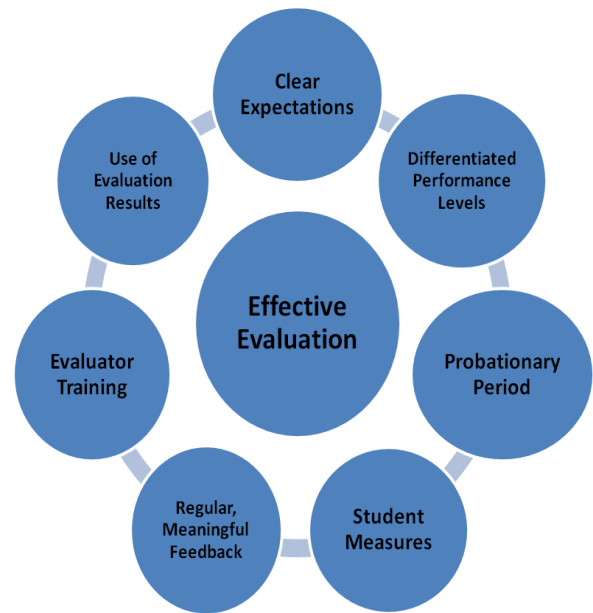 Clear
Expectations
Differentiated
Performance
Levels
Probationary
Period
Student
Measures
Regular,
Meaningful
Feedback
Evaluator
Training
Use of
Evaluation
Results
Effective
Evaluation